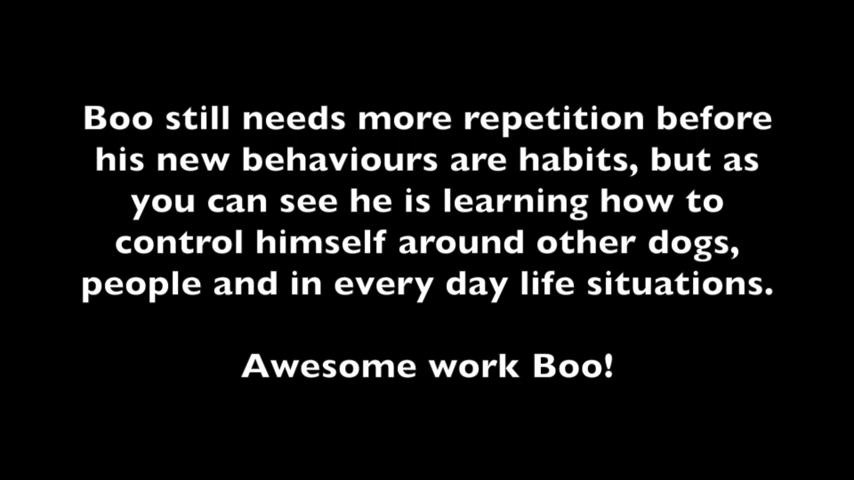 Boo still needs more repetition before
his new behaviours are habits, but as
you can see he is learning how to
control himself around other dogs,
people and in every day life situations.
Awesome work Boo!